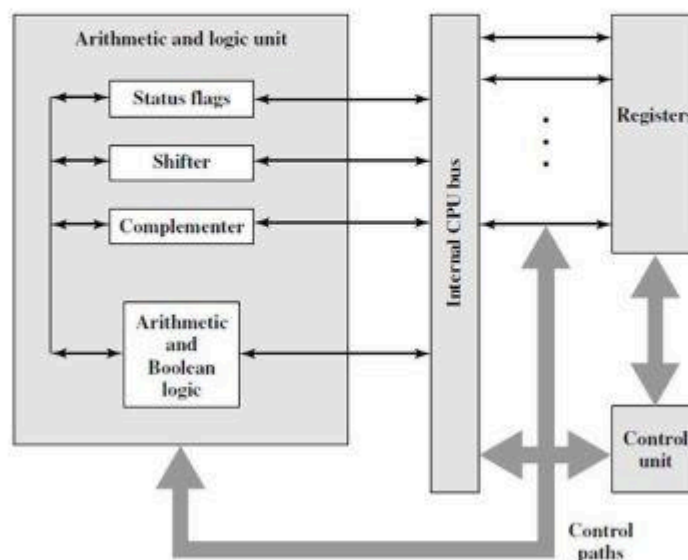 Arithmetic and logic unit
Status flags
Shifter
Complementer
Arithmetic
and
Boolean
logic
Internal CPU bus
Registers
Control
unit
Control
paths